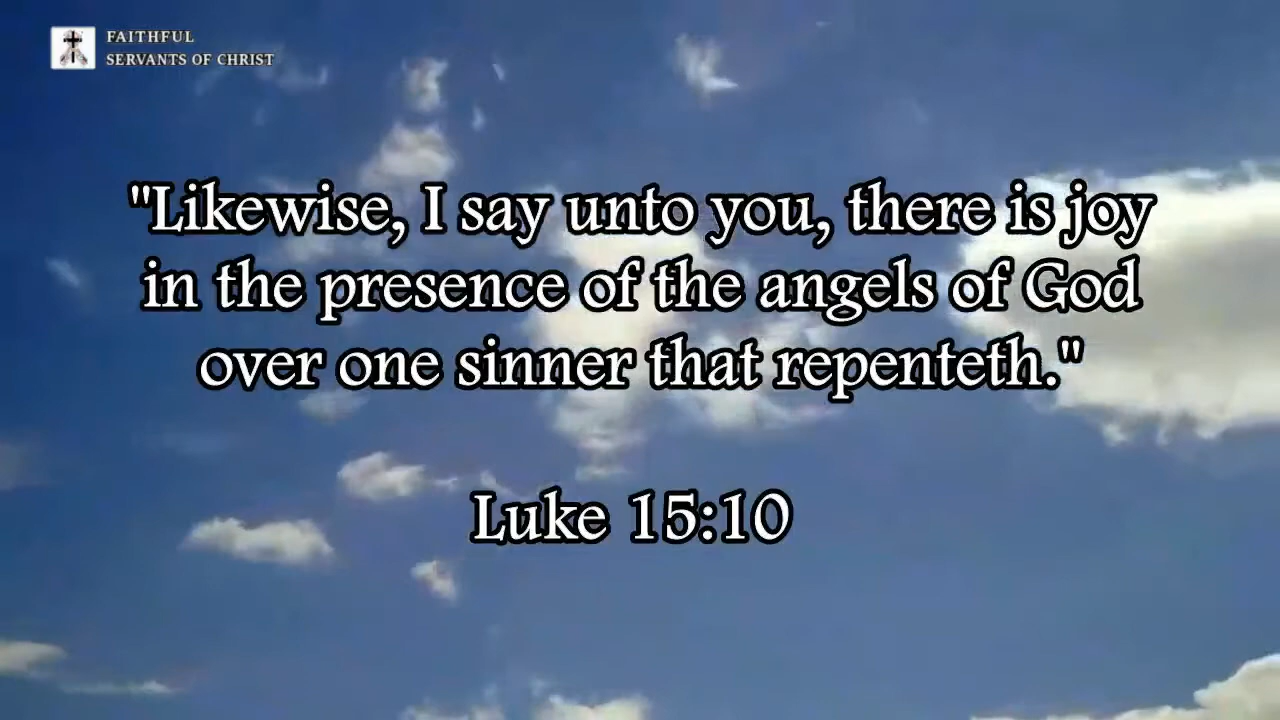 FAITHFUL
SERVANTS OF CHRIST
"Likewise, I say unto you, there is joy
in the presence of the angels of God
over one sinner that repenteth."
Luke 15:10